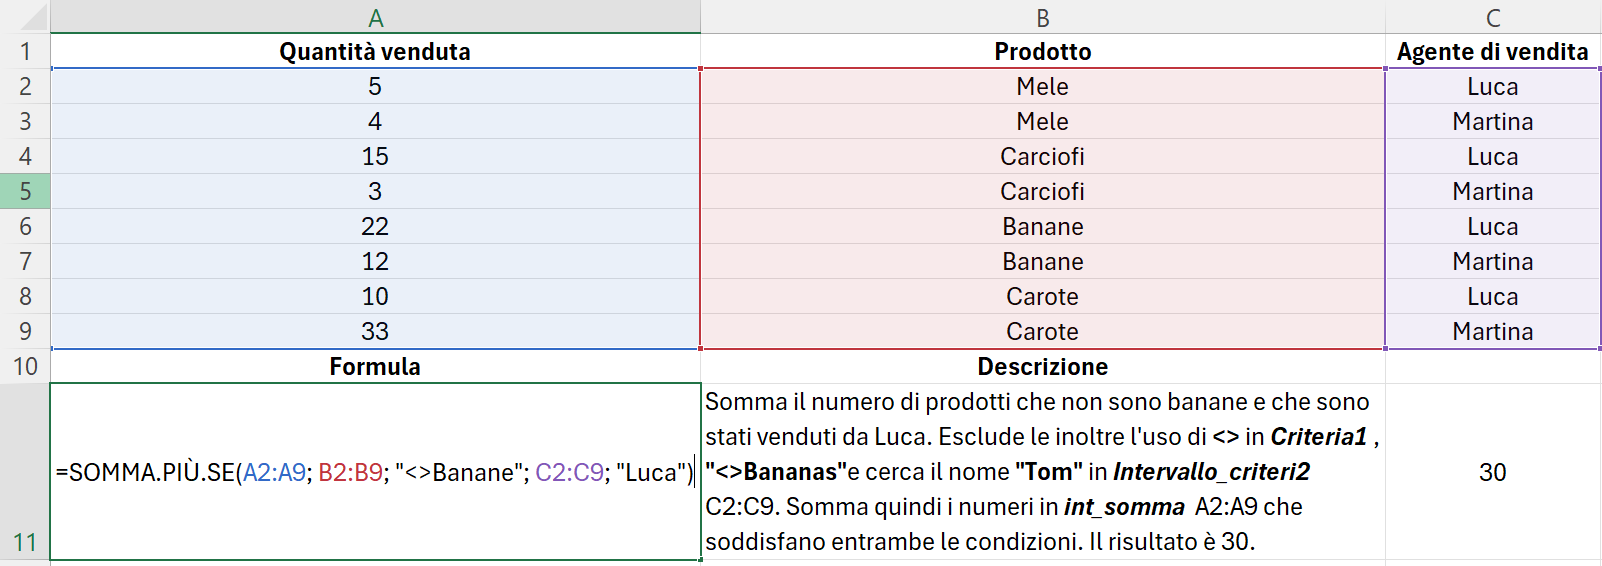 A B C
1 Quantità venduta Prodotto Agente di vendita
2 5 Mele Luca
3 4 Mele Martina
4 15 Carciofi Luca
5 3 Carciofi Martina
6 22 Banane Luca
7 12 Banane Martina
8 10 Carote Luca
9 33 Carote Martina
10 Formula Descrizione
11 =SOMMA.PIÙ.SE(A2:A9; B2:B9; "<>Banane"; C2:C9; "Luca")
Somma il numero di prodotti che non sono banane e che sono
stati venduti da Luca. Esclude le inoltre l'uso di <> in Criteria1 ,
"<>Bananas"e cerca il nome "Tom" in Intervallo_criteri2
C2:C9. Somma quindi i numeri in int_somma A2:A9 che
soddisfano entrambe le condizioni. Il risultato è 30.
30